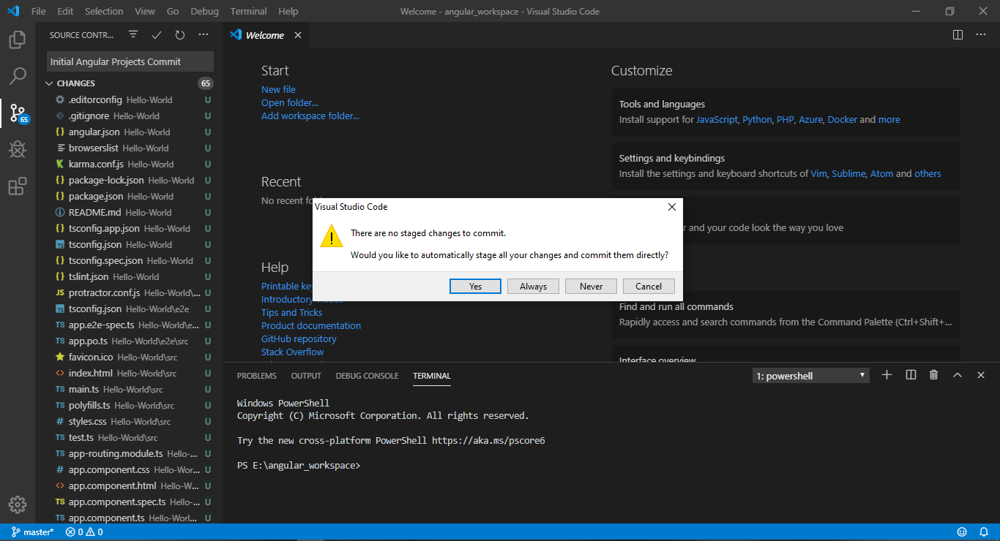 File Edit Selection View Go Debug Terminal Help
Welcome - angular_workspace - Visual Studio Code
SOURCE CONTR...
Initial Angular Projects Commit
CHANGES 65
.editorconfig Hello-World U
.gitignore Hello-World U
angular.json Hello-World U
browserslist Hello-World U
karma.conf.js Hello-World U
package-lock.json Hello-World U
package.json Hello-World U
README.md Hello-World U
tsconfig.app.json Hello-World U
tsconfig.json Hello-World U
tsconfig.spec.json Hello-World U
tslint.json Hello-World U
protractor.conf.js Hello-World\... U
tsconfig.json Hello-World\e2e U
app.e2e-spec.ts Hello-World\e... U
app.po.ts Hello-World\e2e\src U
favicon.ico Hello-World\src U
index.html Hello-World\src U
main.ts Hello-World\src U
polyfills.ts Hello-World\src U
styles.css Hello-World\src U
test.ts Hello-World\src U
app-routing.module.ts Hello-... U
app.component.css Hello-Wor... U
app.component.html Hello-W... U
app.component.spec.ts Hello-... U
app.component.ts Hello-Worl... U
65
Welcome
Start
New file
Open folder...
Add workspace folder...
Recent
No recent
Help
Printable
Introductory
Tips and Tricks
Product documentation
GitHub repository
Stack Overflow
Customize
Tools and languages
Install support for JavaScript, Python, PHP, Azure, Docker and more
Settings and keybindings
Install the settings and keyboard shortcuts of Vim, Sublime, Atom and others
and your code look the way you love
Find and run all commands
Rapidly access and search commands from the Command Palette (Ctrl+Shift+...
Interface overview
Visual Studio Code
There are no staged changes to commit.
Would you like to automatically stage all your changes and commit them directly?
Yes Always Never Cancel
PROBLEMS OUTPUT DEBUG CONSOLE TERMINAL
1: powershell
Windows PowerShell
Copyright (C) Microsoft Corporation. All rights reserved.
Try the new cross-platform PowerShell https://aka.ms/pscore6
PS E:\angular_workspace>
master* 0 0